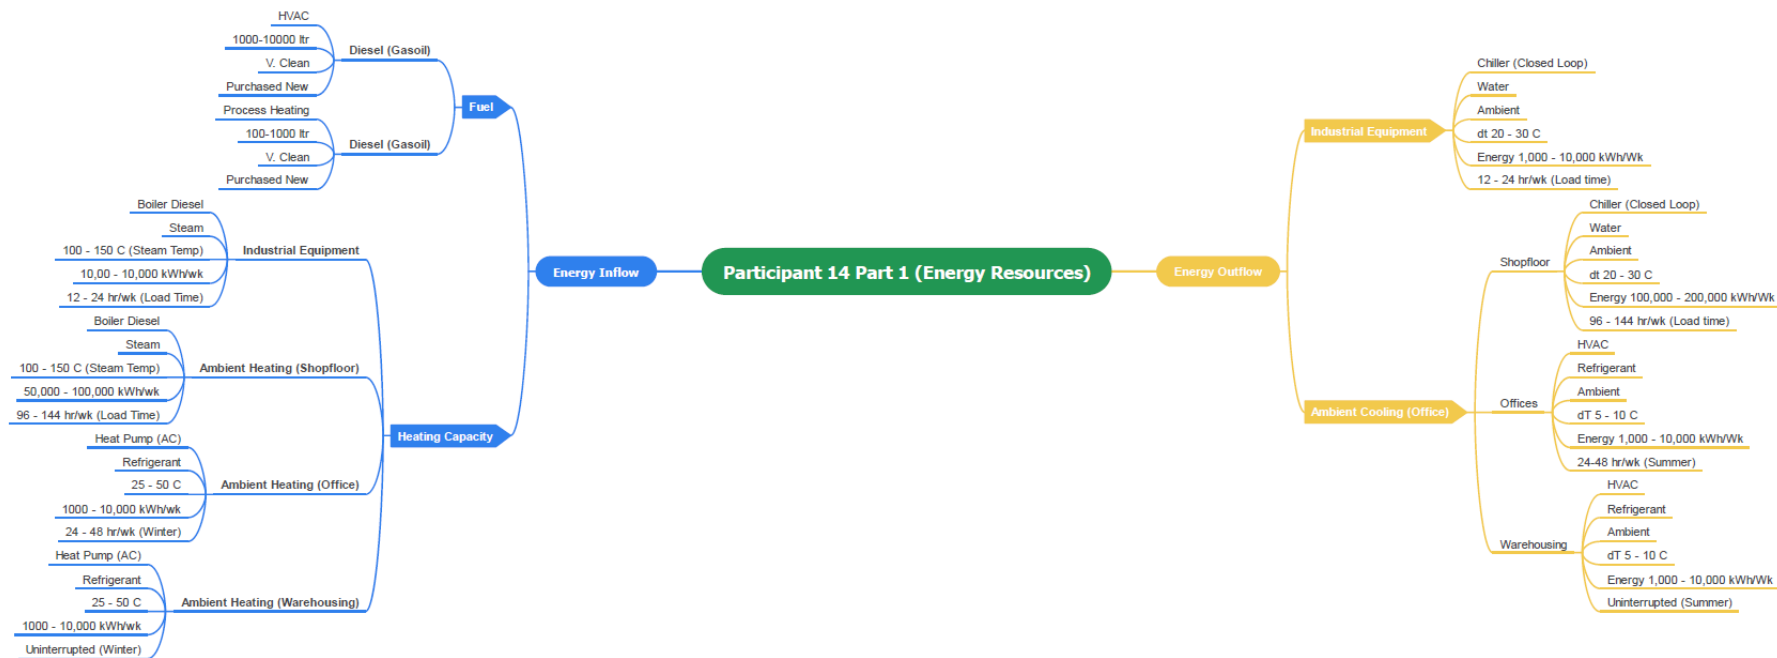 HVAC
1000-10000 ltr
V. Clean
Purchased New
Diesel (Gasoil)
Process Heating
100-1000 ltr
V. Clean
Purchased New
Diesel (Gasoil)
Fuel
Boiler Diesel
Steam
100 - 150 C (Steam Temp)
10,00 - 10,000 kWh/wk
12 - 24 hr/wk (Load Time)
Industrial Equipment
Boiler Diesel
Steam
100 - 150 C (Steam Temp)
50,000 - 100,000 kWh/wk
96 - 144 hr/wk (Load Time)
Ambient Heating (Shopfloor)
Heat Pump (AC)
Refrigerant
25 - 50 C
1000 - 10,000 kWh/wk
24 - 48 hr/wk (Winter)
Ambient Heating (Office)
Heat Pump (AC)
Refrigerant
25 - 50 C
1000 - 10,000 kWh/wk
Uninterrupted (Winter)
Ambient Heating (Warehousing)
Heating Capacity
Energy Inflow
Participant 14 Part 1 (Energy Resources)
Energy Outflow
Industrial Equipment
Chiller (Closed Loop)
Water
Ambient
dt 20 - 30 C
Energy 1,000 - 10,000 kWh/Wk
12 - 24 hr/wk (Load time)
Ambient Cooling (Office)
Shopfloor
Chiller (Closed Loop)
Water
Ambient
dt 20 - 30 C
Energy 100,000 - 200,000 kWh/Wk
96 - 144 hr/wk (Load time)
Offices
HVAC
Refrigerant
Ambient
dT 5 - 10 C
Energy 1,000 - 10,000 kWh/Wk
24-48 hr/wk (Summer)
Warehousing
HVAC
Refrigerant
Ambient
dT 5 - 10 C
Energy 1,000 - 10,000 kWh/Wk
Uninterrupted (Summer)